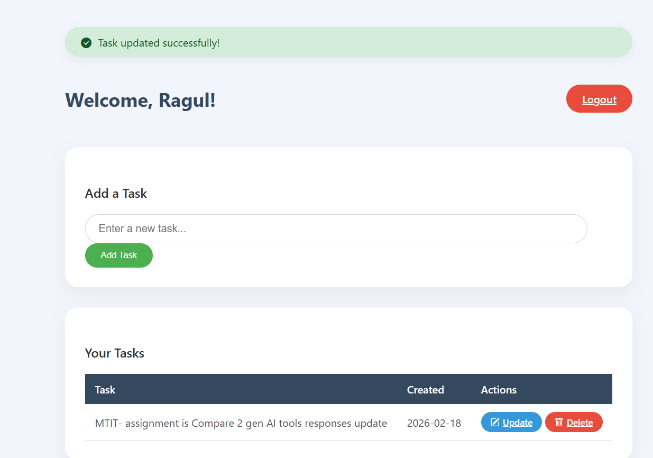 Task updated successfully!
Welcome, Ragul!
Logout
Add a Task
Enter a new task...
Add Task
Your Tasks
Task Created Actions
MTIT- assignment is Compare 2 gen AI tools responses update 2026-02-18 Update Delete